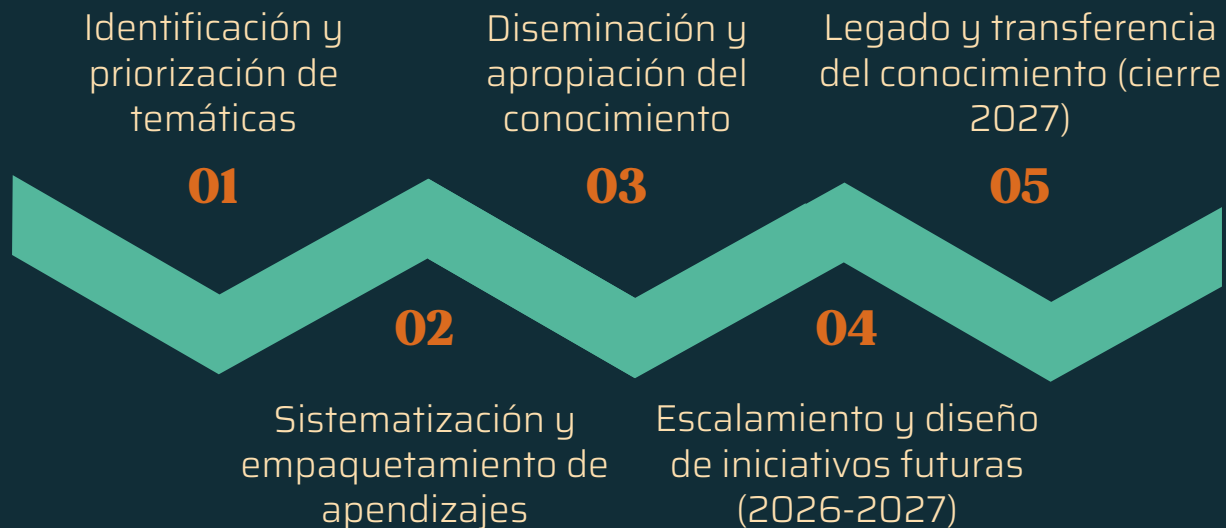 Identificación y
priorización de
temáticas
01
02
Sistematización y
empaquetamiento de
apendizajes
Diseminación y
apropiación del
conocimiento
03
04
Escalamiento y diseño
de iniciativos futuras
(2026-2027)
Legado y transferencia
del conocimiento (cierre
2027)
05